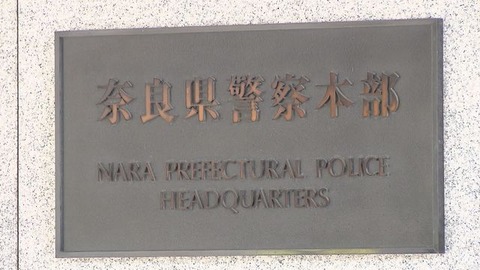 奈良県警察本部
NARA PREFECTURAL POLICE
HEADQUARTERS